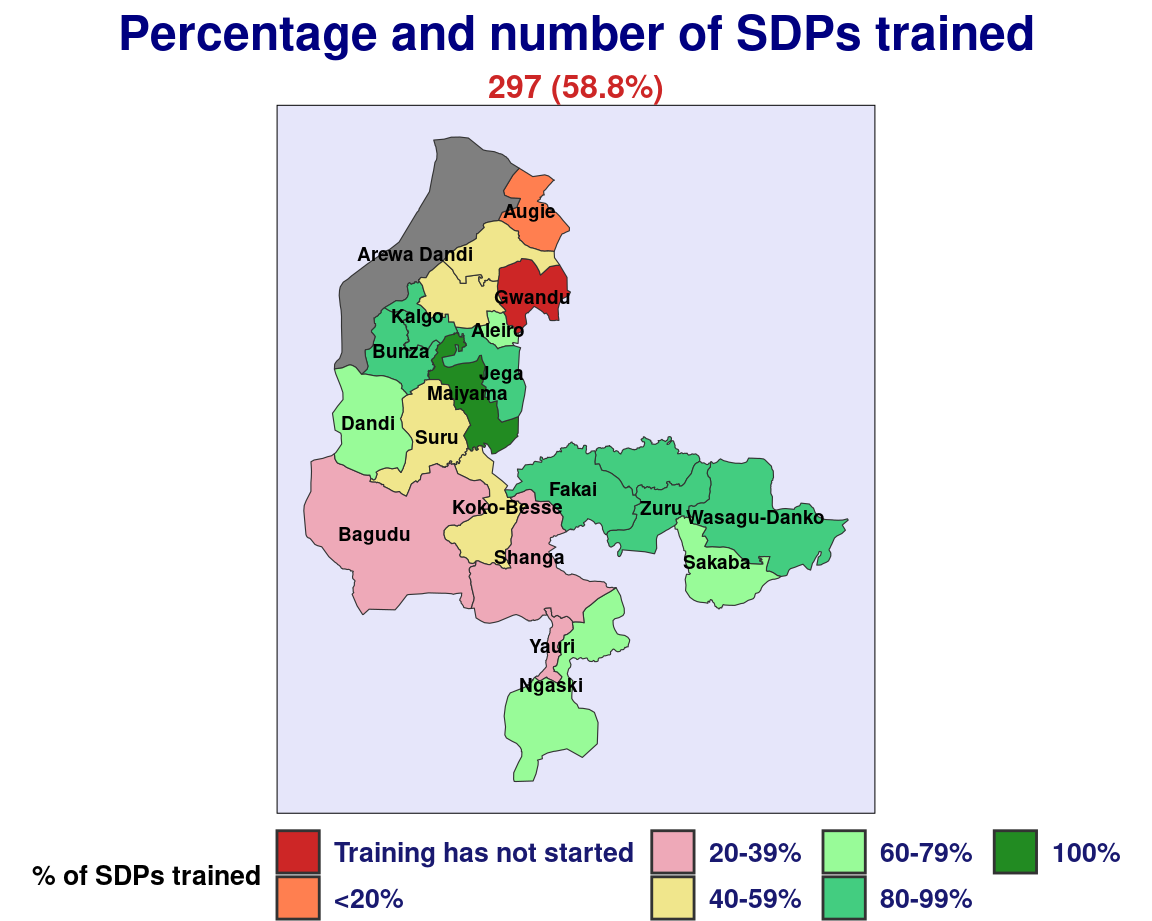 Percentage and number of SDPs trained
297 (58.8%)
Augie
Arewa Dandi
Gwandu
Kalgo
Aleiro
Bunza
Jega
Maiyama
Dandi
Suru
Fakai
Koko-Besse
Zuru
Wasagu-Danko
Bagudu
Shanga
Sakaba
Yauri
Ngaski
% of SDPs trained
Training has not started
<20%
20-39%
40-59%
60-79%
80-99%
100%